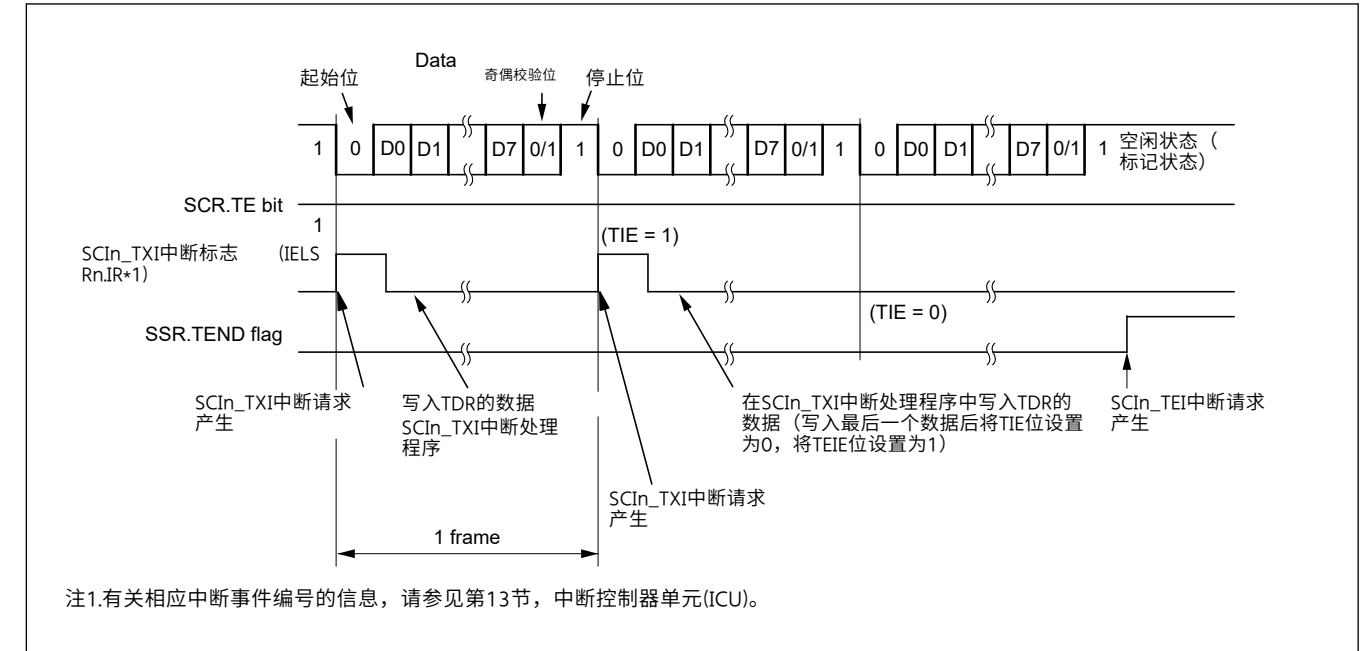 Data
起始位
奇偶校验位
停止位
1 0 D0 D1 D7 0/1 1 0 D0 D1 D7 0/1 1 0 D0 D1 D7 0/1 1 空闲状态（
标记状态）
SCR.TE bit
1
(TIE = 1)
SCIn_TXI中断标志 (IELS
Rn.IR*1)
(TIE = 0)
SSR.TEND flag
SCIn_TXI中断请求
产生
写入TDR的数据
SCIn_TXI中断处理
程序
在SCIn_TXI中断处理程序中写入TDR的
数据（写入最后一个数据后将TIE位设置
为0，将TEIE位设置为1）
SCIn_TEI中断请求
产生
SCIn_TXI中断请求
产生
1 frame
注1.有关相应中断事件编号的信息，请参见第13节，中断控制器单元(ICU)。